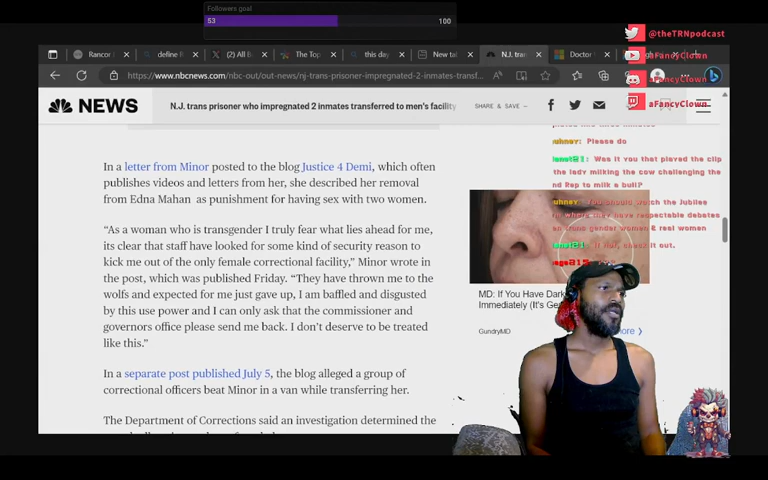 Followers goal
53
100
@theTRNpodcast
Rancor
define
(2) All
The Top
this day
New tab
N.J. trans
Doctor
https://www.nbcnews.com/nbc-out/out-news/nj-trans-prisoner-impregnated-2-inmates-transf...
aFancyClown
aFancyClown
NEWS
N.J. trans prisoner who impregnated 2 inmates transferred to men's facility
SHARE & SAVE
aFancyClown
Please do
Was it you that played the clip
the lady milking the cow challenging the
nd Rep to milk a bull?
You should watch the Jubilee
where they have respectable debates
trans gender women & real women
check it out.
In a letter from Minor posted to the blog Justice 4 Demi, which often
publishes videos and letters from her, she described her removal
from Edna Mahan as punishment for having sex with two women.
“As a woman who is transgender I truly fear what lies ahead for me,
its clear that staff have looked for some kind of security reason to
kick me out of the only female correctional facility,” Minor wrote in
the post, which was published Friday. “They have thrown me to the
wolfs and expected for me just gave up, I am baffled and disgusted
by this use power and I can only ask that the commissioner and
governors office please send me back. I don’t deserve to be treated
like this.”
MD: If You Have Dark
Immediately (It's Ge
GundryMD
In a separate post published July 5, the blog alleged a group of
correctional officers beat Minor in a van while transferring her.
The Department of Corrections said an investigation determined the